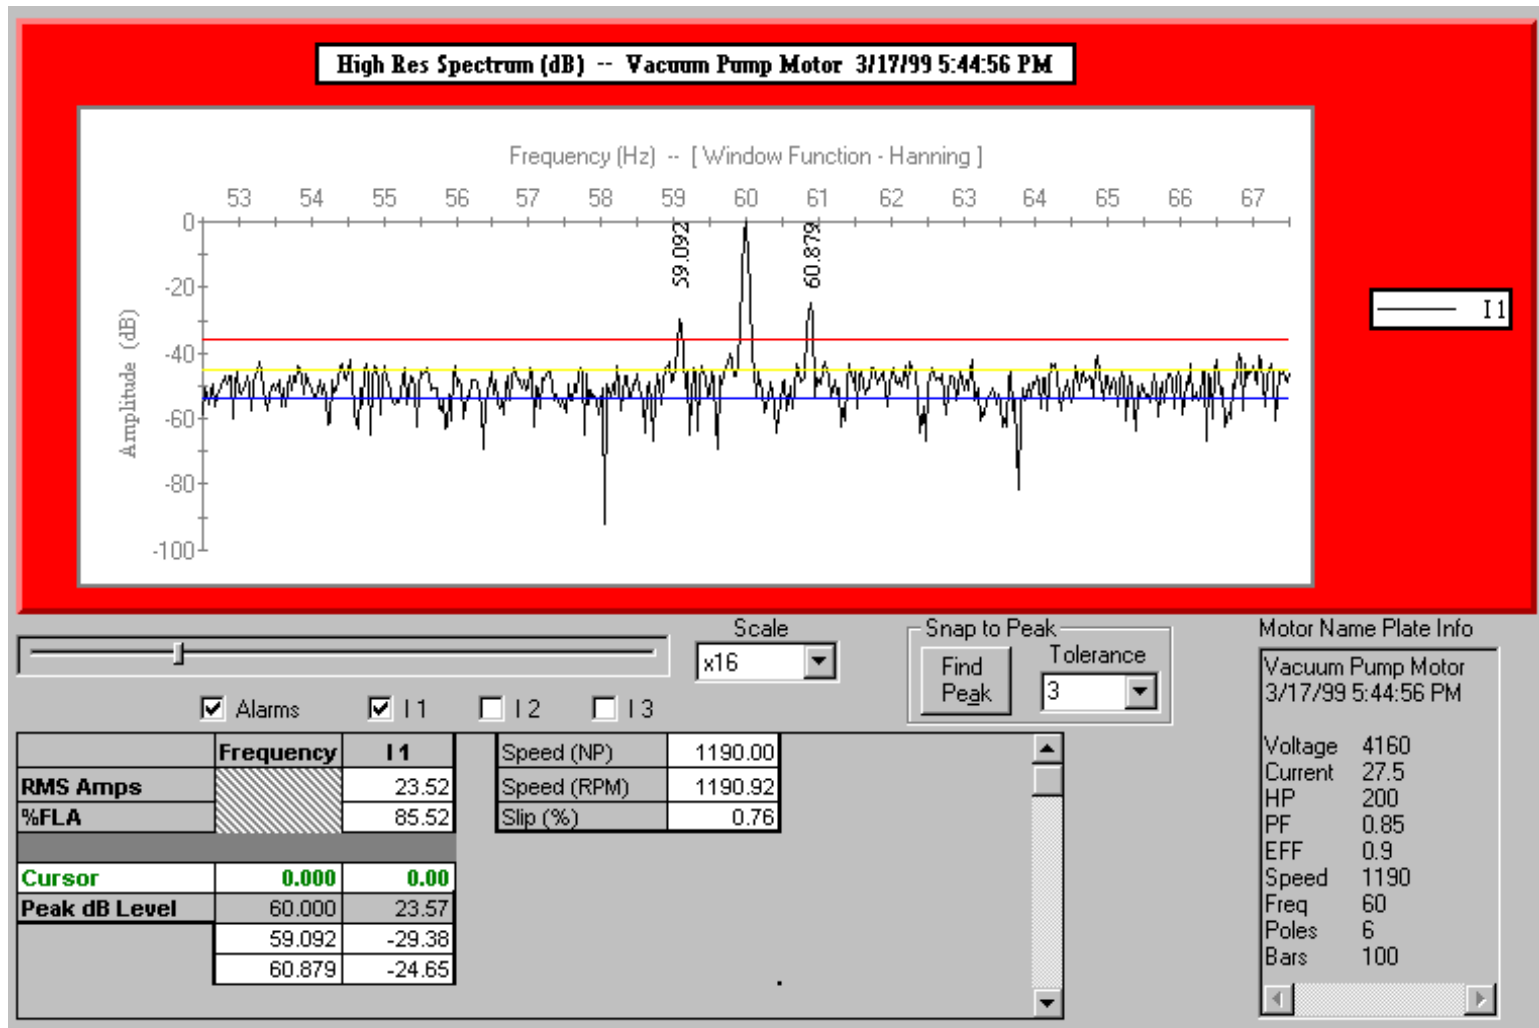 High Res Spectrum (dB) -- Vacuum Pump Motor 3/17/99 5:44:56 PM
Frequency (Hz) -- [ Window Function - Hanning ]
53 54 55 56 57 58 59 60 61 62 63 64 65 66 67
0
-20
-40
-60
-80
-100
Amplitude (dB)
59.092
60.879
I 1
Scale
x16
Snap to Peak
Find Peak
Tolerance
3
Alarms I 1 I 2 I 3
Frequency I 1
RMS Amps 23.52
%FLA 85.52
Cursor 0.000 0.00
Peak dB Level 60.000 23.57
59.092 -29.38
60.879 -24.65
Speed (NP) 1190.00
Speed (RPM) 1190.92
Slip (%) 0.76
Motor Name Plate Info
Vacuum Pump Motor
3/17/99 5:44:56 PM
Voltage 4160
Current 27.5
HP 200
PF 0.85
EFF 0.9
Speed 1190
Freq 60
Poles 6
Bars 100